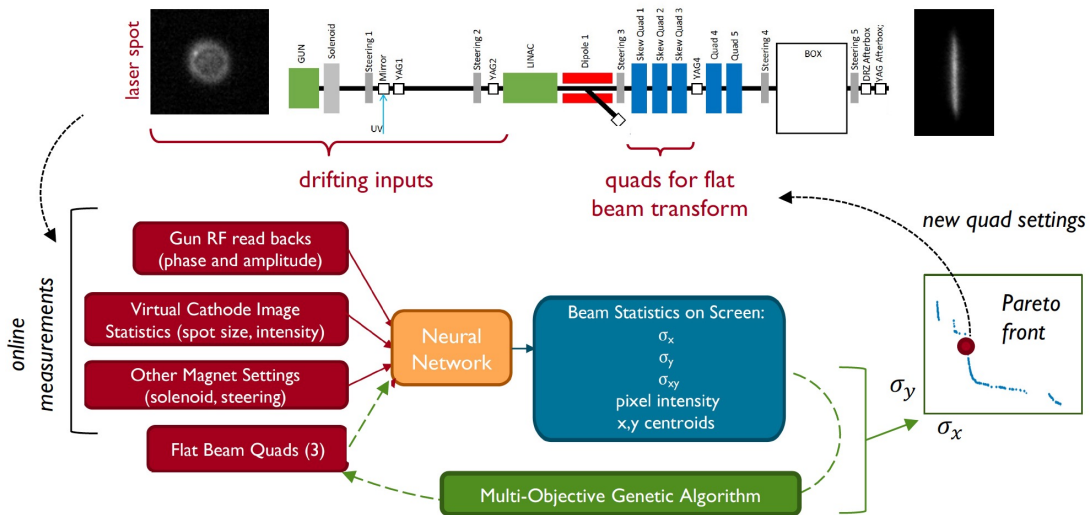 laser spot
GUN
Solenoid
Steering 1
Mirror
YAG1
Steering 2
YAG2
LINAC
Dipole 1
Steering 3
Skew Quad 1
Skew Quad 2
Skew Quad 3
YAG4
Quad 4
Quad 5
Steering 4
BOX
Steering 5
DRZ Afterbox
YAG Afterbox;
UV
drifting inputs
quads for flat
beam transform
new quad settings
online
measurements
Gun RF read backs
(phase and amplitude)
Virtual Cathode Image
Statistics (spot size, intensity)
Other Magnet Settings
(solenoid, steering)
Flat Beam Quads (3)
Neural
Network
Beam Statistics on Screen:
σx
σy
σxy
pixel intensity
x,y centroids
Multi-Objective Genetic Algorithm
Pareto
front
σy
σx